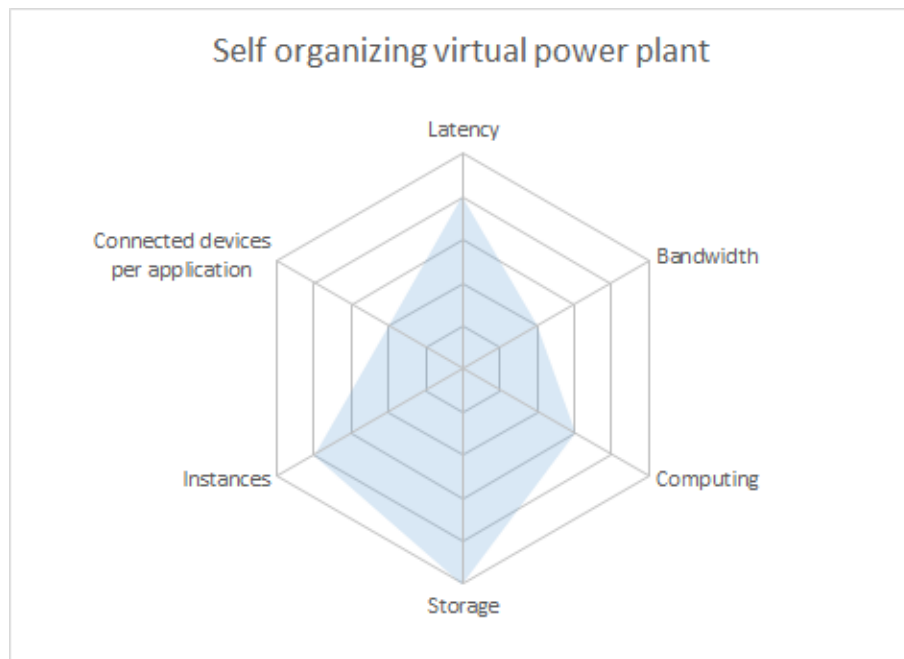 Self organizing virtual power plant
Latency
Connected devices
per application
Bandwidth
Instances
Computing
Storage